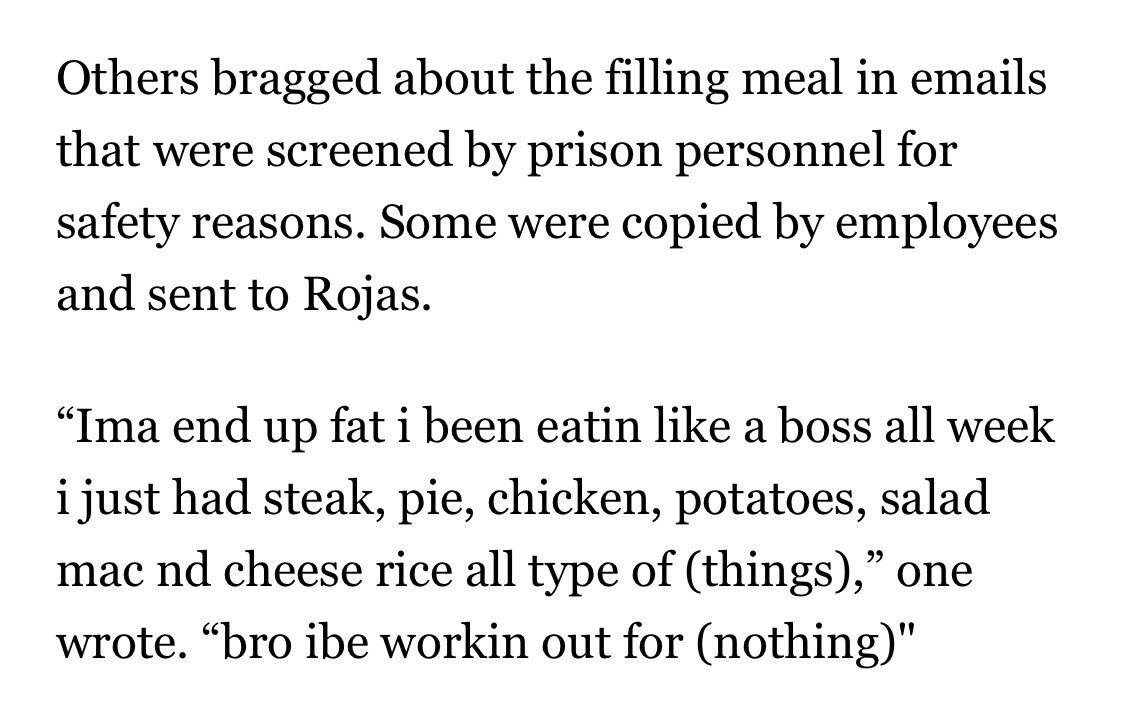 Others bragged about the filling meal in emails
that were screened by prison personnel for
safety reasons. Some were copied by employees
and sent to Rojas.
“Ima end up fat i been eatin like a boss all week
i just had steak, pie, chicken, potatoes, salad
mac nd cheese rice all type of (things),” one
wrote. “bro ibe workin out for (nothing)"